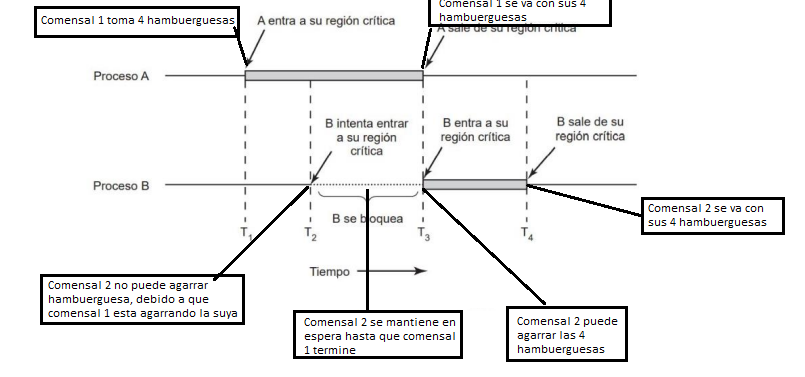 Comensal 1 toma 4 hambuerguesas
A entra a su región crítica
Comensal 1 se va con sus 4
hambuerguesas
A sale de su región crítica
Proceso A
B intenta entrar
a su región
crítica
B entra a su
región crítica
B sale de su
región crítica
Proceso B
B se bloquea
T1
T2
T3
T4
Tiempo
Comensal 2 se va con
sus 4 hambuerguesas
Comensal 2 no puede agarrar
hambuerguesa, debido a que
comensal 1 esta agarrando la suya
Comensal 2 se mantiene en
espera hasta que comensal
1 termine
Comensal 2 puede
agarrar las 4
hambuerguesas